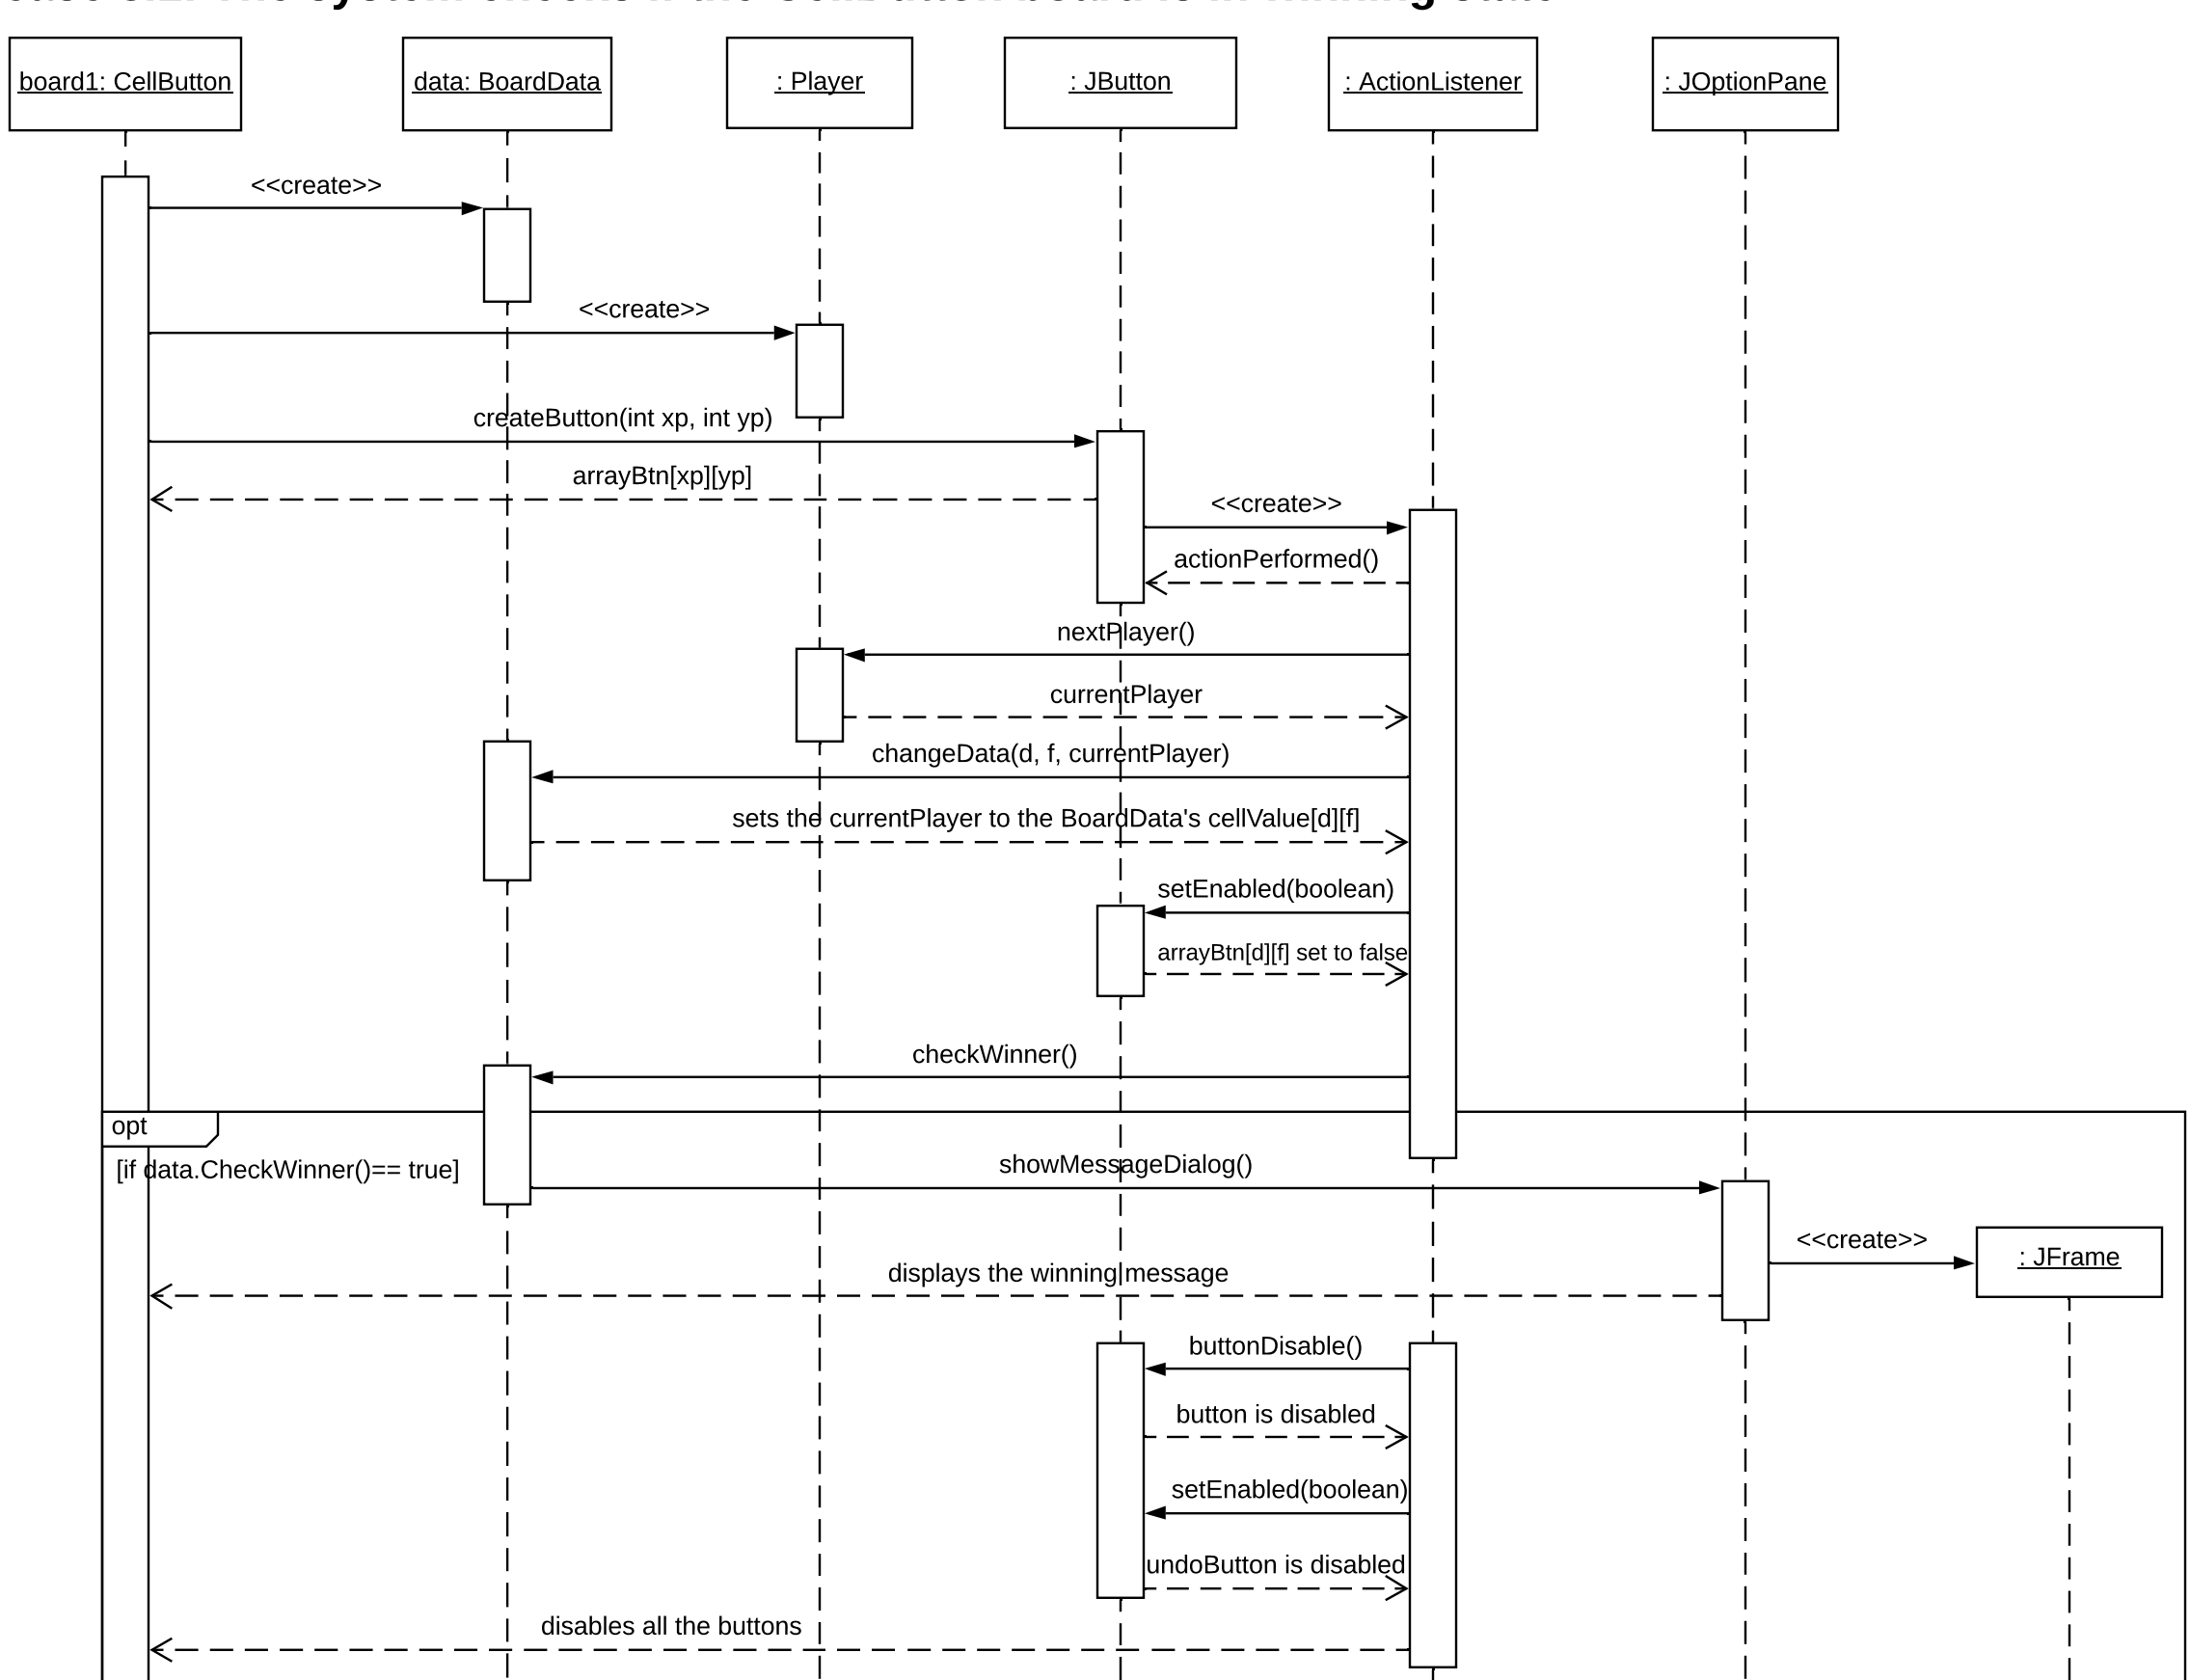 board1: CellButton
data: BoardData
: Player
: JButton
: ActionListener
: JOptionPane
<<create>>
<<create>>
createButton(int xp, int yp)
arrayBtn[xp][yp]
<<create>>
actionPerformed()
nextPlayer()
currentPlayer
changeData(d, f, currentPlayer)
sets the currentPlayer to the BoardData's cellValue[d][f]
setEnabled(boolean)
arrayBtn[d][f] set to false
checkWinner()
opt
[if data.CheckWinner()== true]
showMessageDialog()
<<create>>
: JFrame
displays the winning message
buttonDisable()
button is disabled
setEnabled(boolean)
undoButton is disabled
disables all the buttons